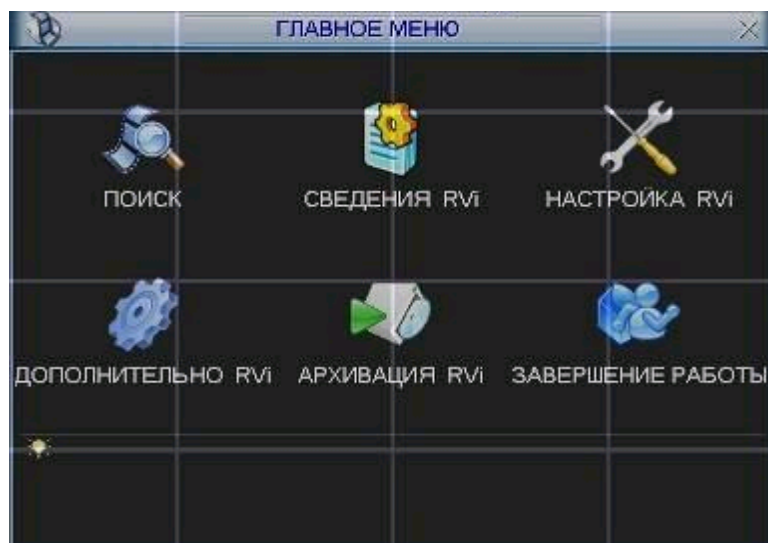 ГЛАВНОЕ МЕНЮ
ПОИСК
СВЕДЕНИЯ RVi
НАСТРОЙКА RVi
ДОПОЛНИТЕЛЬНО RVi
АРХИВАЦИЯ RVi
ЗАВЕРШЕНИЕ РАБОТЫ